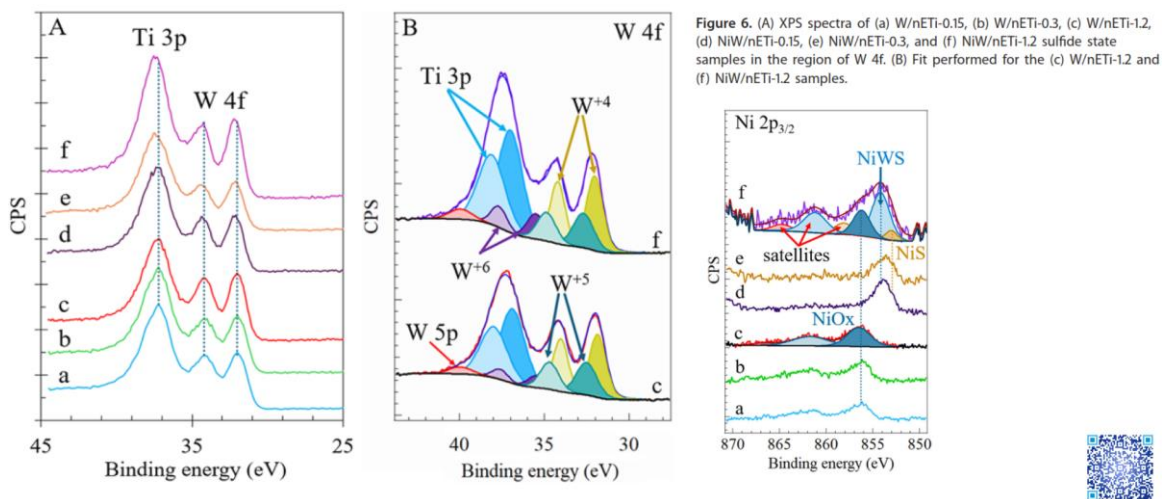 A
Ti 3p
W 4f
f
e
d
c
b
a
CPS
45
35
25
Binding energy (eV)
B
W 4f
Ti 3p
W+4
f
W+6
W+5
W 5p
c
CPS
40
35
30
Binding energy (eV)
Figure 6. (A) XPS spectra of (a) W/nETi-0.15, (b) W/nETi-0.3, (c) W/nETi-1.2,
(d) NiW/nETi-0.15, (e) NiW/nETi-0.3, and (f) NiW/nETi-1.2 sulfide state
samples in the region of W 4f. (B) Fit performed for the (c) W/nETi-1.2 and
(f) NiW/nETi-1.2 samples.
Ni 2p3/2
NiWS
f
satellites
NiS
e
d
NiOx
c
b
a
CPS
870
865
860
855
850
Binding energy (eV)